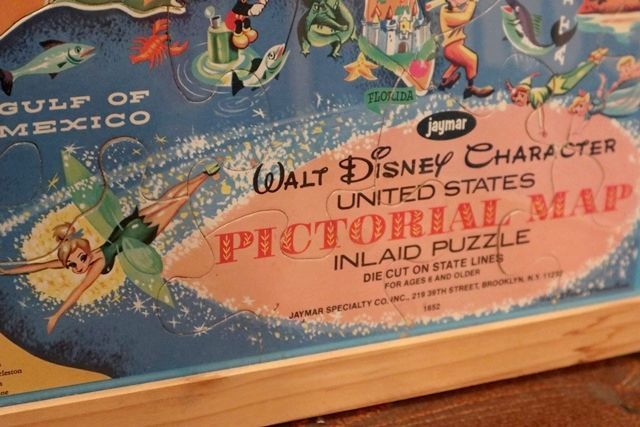 GULF OF
MEXICO
FLORIDA
jaymar
WALT DISNEY CHARACTER
UNITED STATES
PICTORIAL MAP
INLAID PUZZLE
DIE CUT ON STATE LINES
FOR AGES 6 AND OLDER
JAYMAR SPECIALTY CO. INC., 219 39TH STREET, BROOKLYN, N.Y. 11232
1652